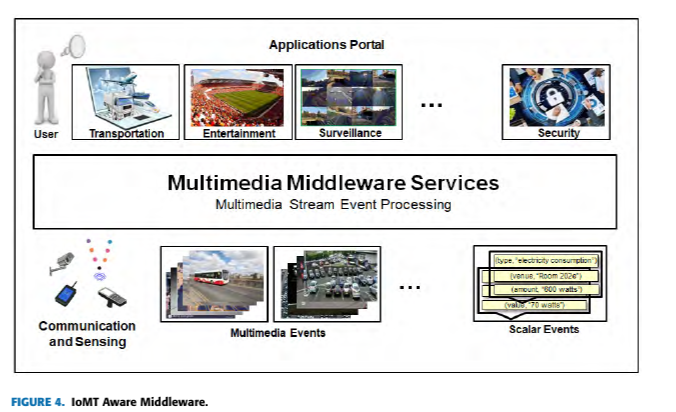 Applications Portal
User
Transportation
Entertainment
Surveillance
...
Security
Multimedia Middleware Services
Multimedia Stream Event Processing
(type, "electricity consumption")
(venue, "Room 202e")
(amount, "800 watts")
(value, "70 watts")
...
Communication
and Sensing
Multimedia Events
Scalar Events
FIGURE 4. IoMT Aware Middleware.